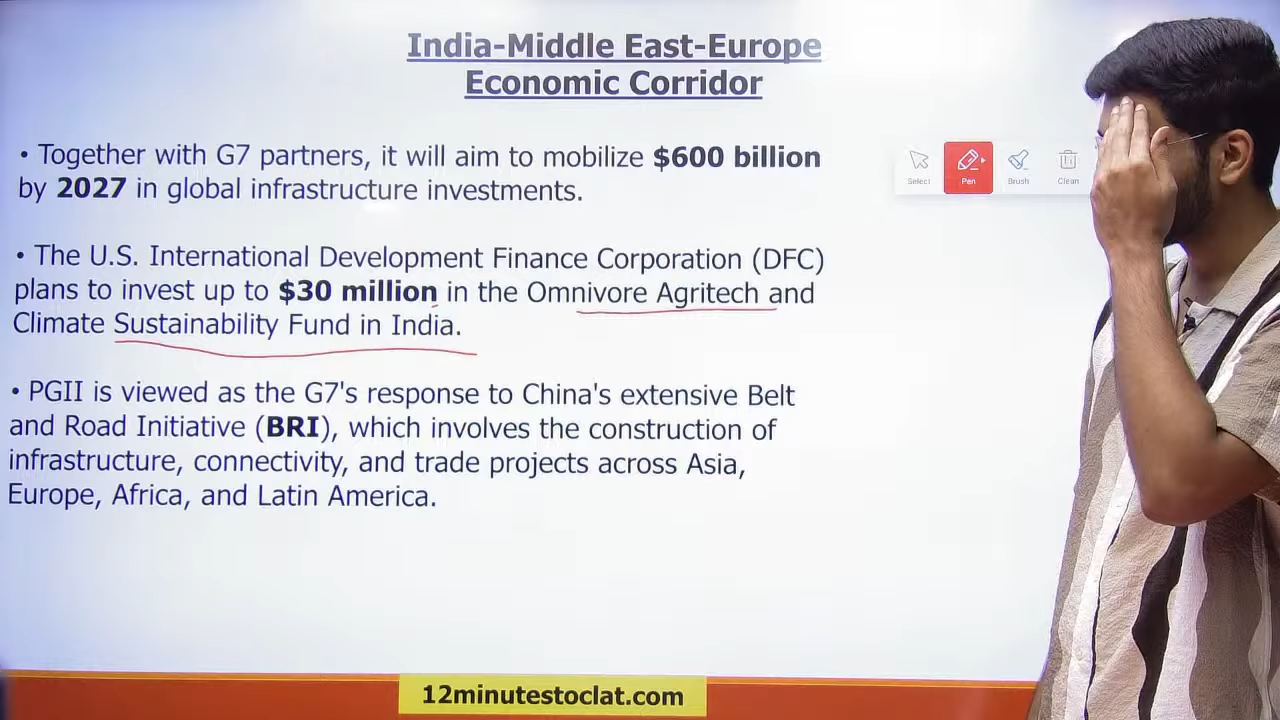 India-Middle East-Europe
Economic Corridor
• Together with G7 partners, it will aim to mobilize $600 billion
by 2027 in global infrastructure investments.
Select
Pen
Brush
Clean
• The U.S. International Development Finance Corporation (DFC)
plans to invest up to $30 million in the Omnivore Agritech and
Climate Sustainability Fund in India.
• PGII is viewed as the G7's response to China's extensive Belt
and Road Initiative (BRI), which involves the construction of
infrastructure, connectivity, and trade projects across Asia,
Europe, Africa, and Latin America.
12minutestoclat.com